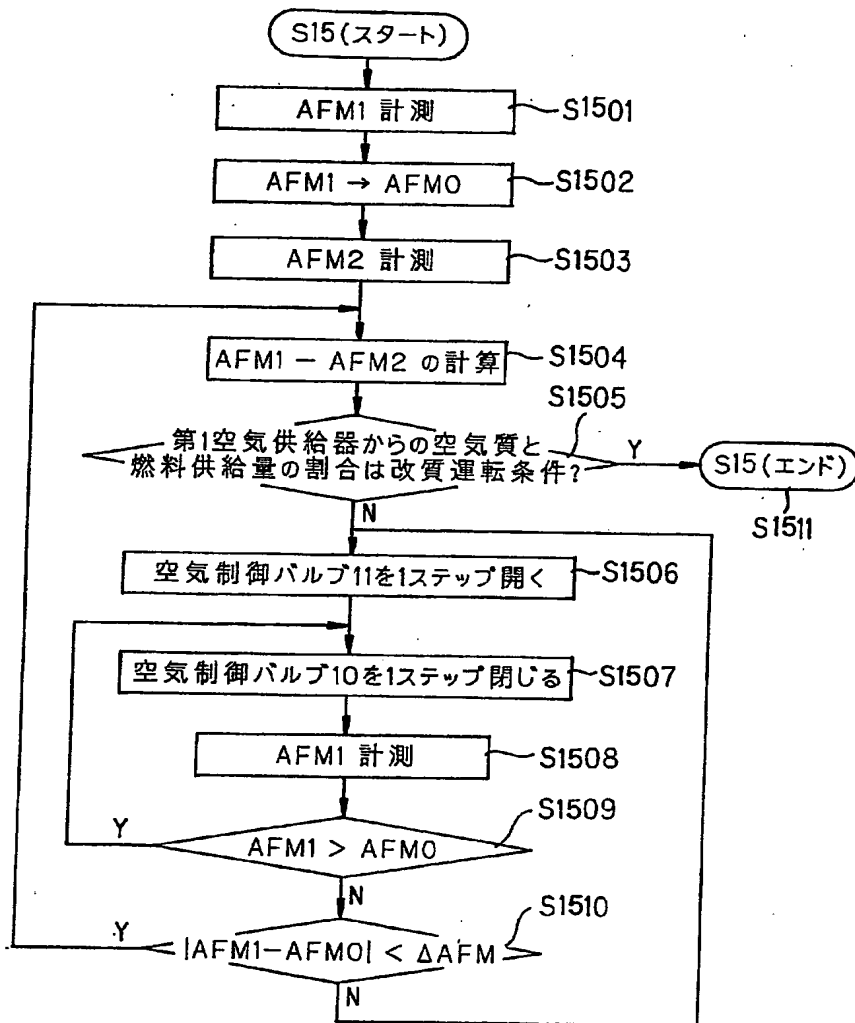 S15(スタート)
AFM1 計測
S1501
AFM1 → AFM0
S1502
AFM2 計測
S1503
AFM1 − AFM2 の計算
S1504
S1505
第1空気供給器からの空気質と
燃料供給量の割合は改質運転条件?
Y
S15(エンド)
S1511
N
空気制御バルブ11を1ステップ開く
S1506
空気制御バルブ10を1ステップ閉じる
S1507
AFM1 計測
S1508
S1509
Y
AFM1 > AFM0
N
S1510
Y
|AFM1−AFM0| < ΔAFM
N